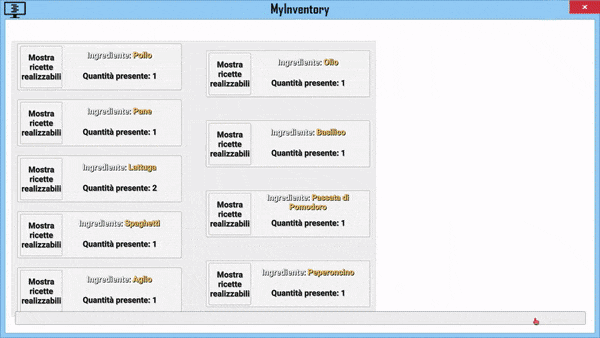 MyInventory
Mostra
ricette
realizzabili
Ingrediente: Pollo
Quantità presente: 1
Mostra
ricette
realizzabili
Ingrediente: Pane
Quantità presente: 1
Mostra
ricette
realizzabili
Ingrediente: Lattuga
Quantità presente: 2
Mostra
ricette
realizzabili
Ingrediente: Spaghetti
Quantità presente: 1
Mostra
ricette
realizzabili
Ingrediente: Aglio
Quantità presente: 1
Mostra
ricette
realizzabili
Ingrediente: Olio
Quantità presente: 1
Mostra
ricette
realizzabili
Ingrediente: Basilico
Quantità presente: 1
Mostra
ricette
realizzabili
Ingrediente: Passata di
Pomodoro
Quantità presente: 1
Mostra
ricette
realizzabili
Ingrediente: Peperoncino
Quantità presente: 1